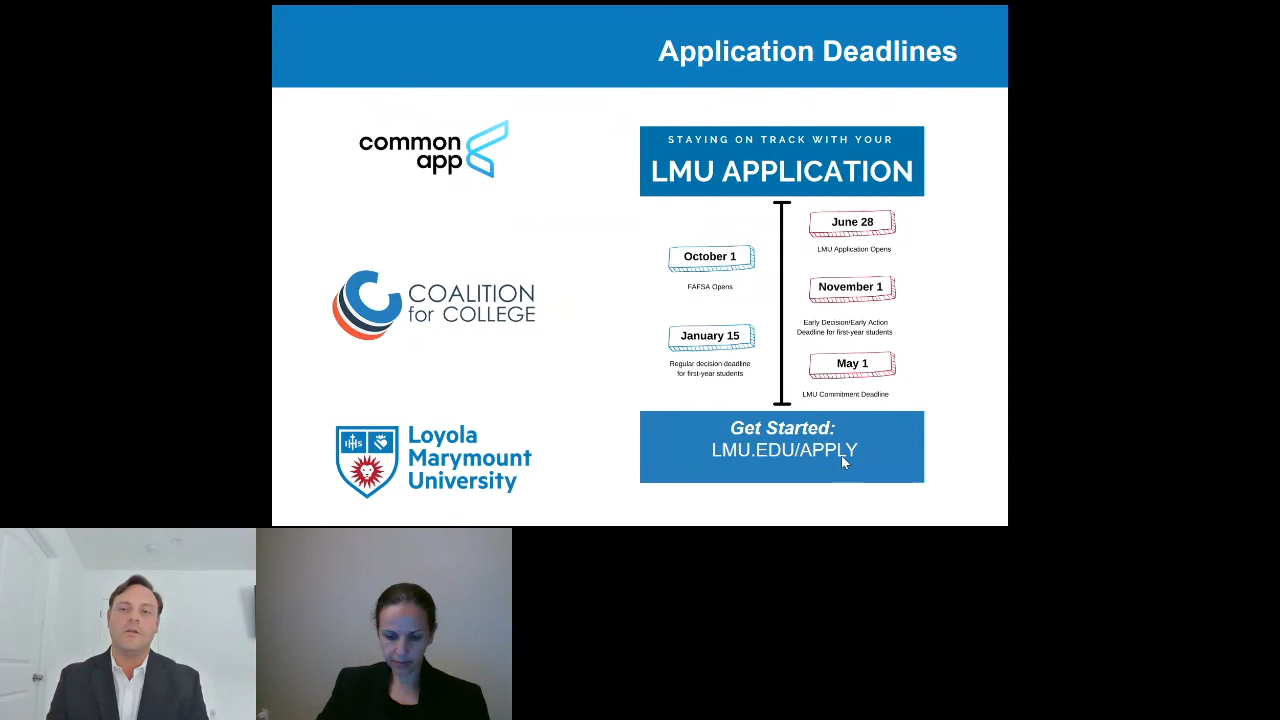 Application Deadlines
common
app
COALITION
for COLLEGE
IHS
Loyola
Marymount
University
STAYING ON TRACK WITH YOUR
LMU APPLICATION
June 28
LMU Application Opens
October 1
FAFSA Opens
November 1
Early Decision/Early Action
Deadline for first-year students
January 15
Regular decision deadline
for first-year students
May 1
LMU Commitment Deadline
Get Started:
LMU.EDU/APPLY